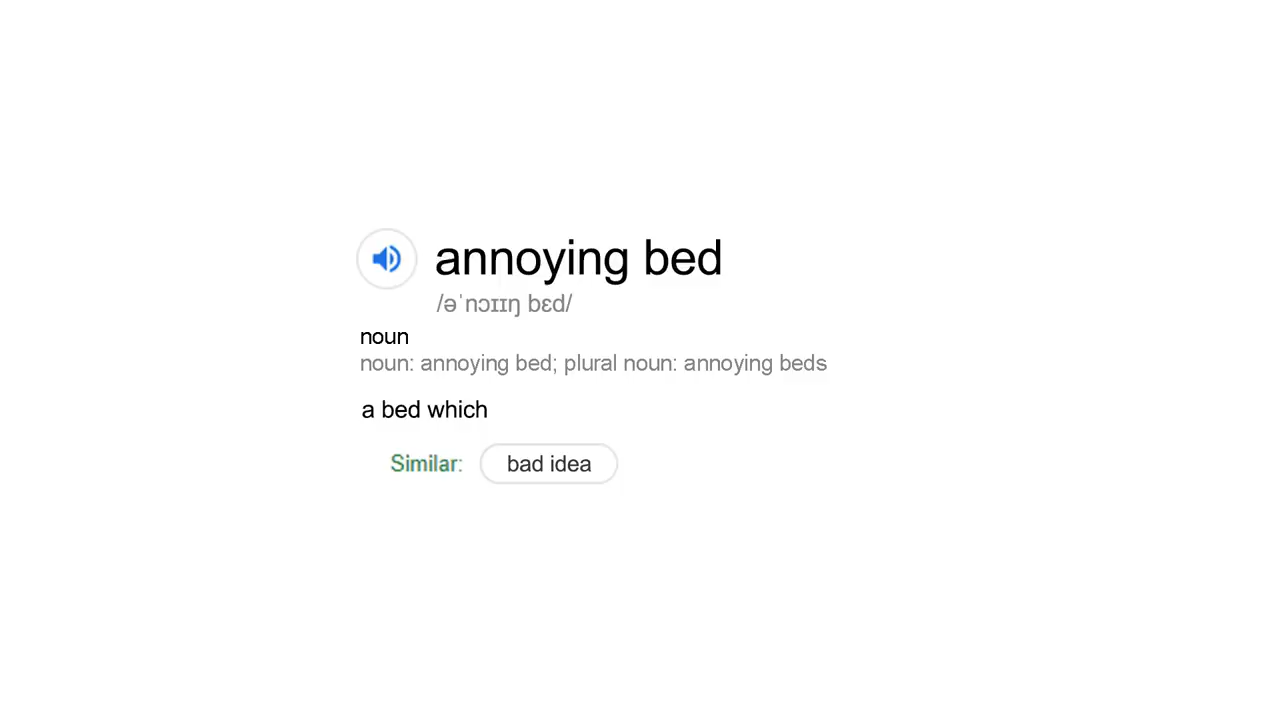 annoying bed
/əˈnɔɪɪŋ bɛd/
noun
noun: annoying bed; plural noun: annoying beds
a bed which
Similar: bad idea